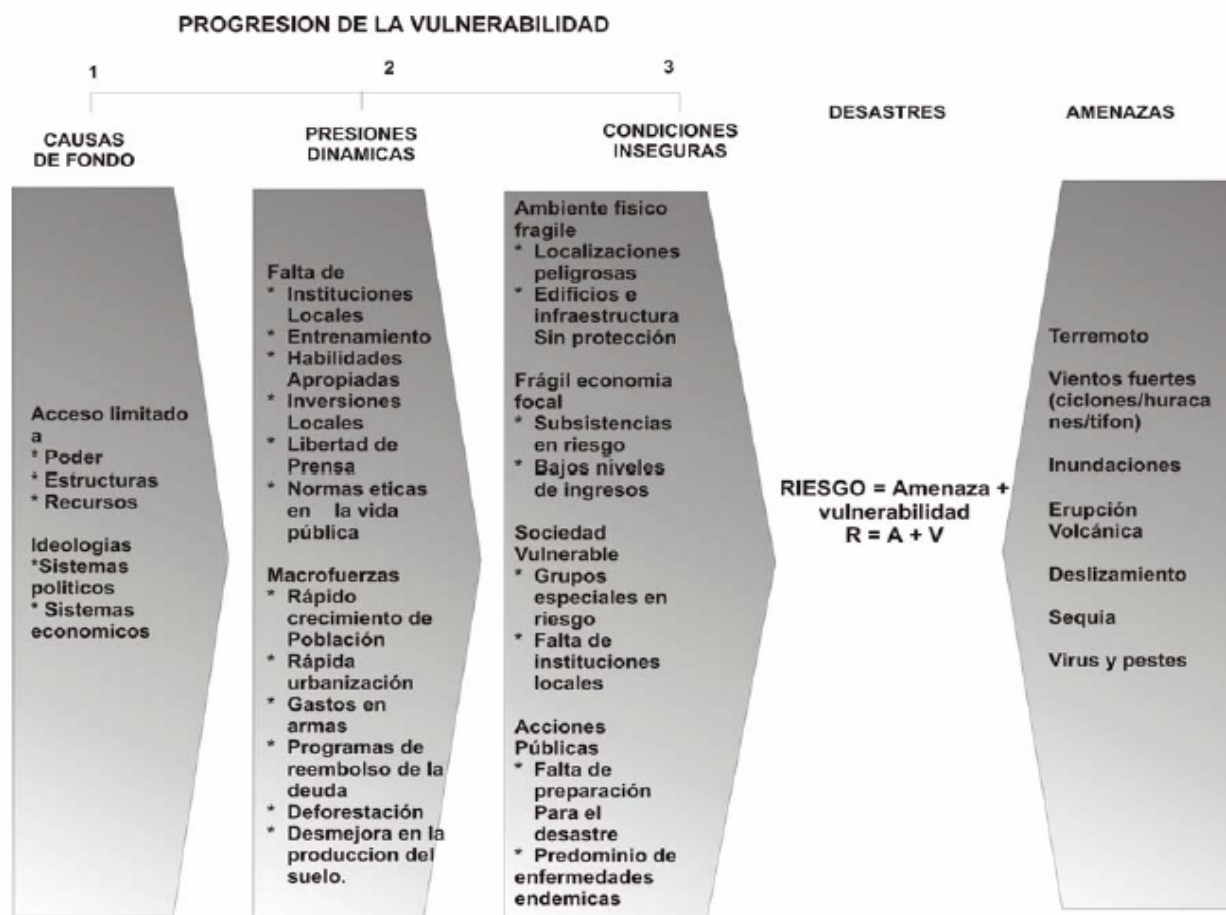 PROGRESION DE LA VULNERABILIDAD
1
2
3
CAUSAS
DE FONDO
PRESIONES
DINAMICAS
CONDICIONES
INSEGURAS
DESASTRES
AMENAZAS
Acceso limitado
a
* Poder
* Estructuras
* Recursos
Ideologias
*Sistemas
politicos
* Sistemas
economicos
Falta de
* Instituciones
Locales
* Entrenamiento
* Habilidades
Apropiadas
* Inversiones
Locales
* Libertad de
Prensa
* Normas eticas
en la vida
pública
Macrofuerzas
* Rápido
crecimiento de
Población
* Rápida
urbanización
* Gastos en
armas
* Programas de
reembolso de la
deuda
* Deforestación
* Desmejora en la
produccion del
suelo.
Ambiente fisico
fragile
* Localizaciones
peligrosas
* Edificios e
infraestructura
Sin protección
Frágil economia
focal
* Subsistencias
en riesgo
* Bajos niveles
de ingresos
Sociedad
Vulnerable
* Grupos
especiales en
riesgo
* Falta de
instituciones
locales
Acciones
Públicas
* Falta de
preparación
Para el
desastre
* Predominio de
enfermedades
endemicas
RIESGO = Amenaza +
vulnerabilidad
R = A + V
Terremoto
Vientos fuertes
(ciclones/huraca
nes/tifon)
Inundaciones
Erupción
Volcánica
Deslizamiento
Sequia
Virus y pestes